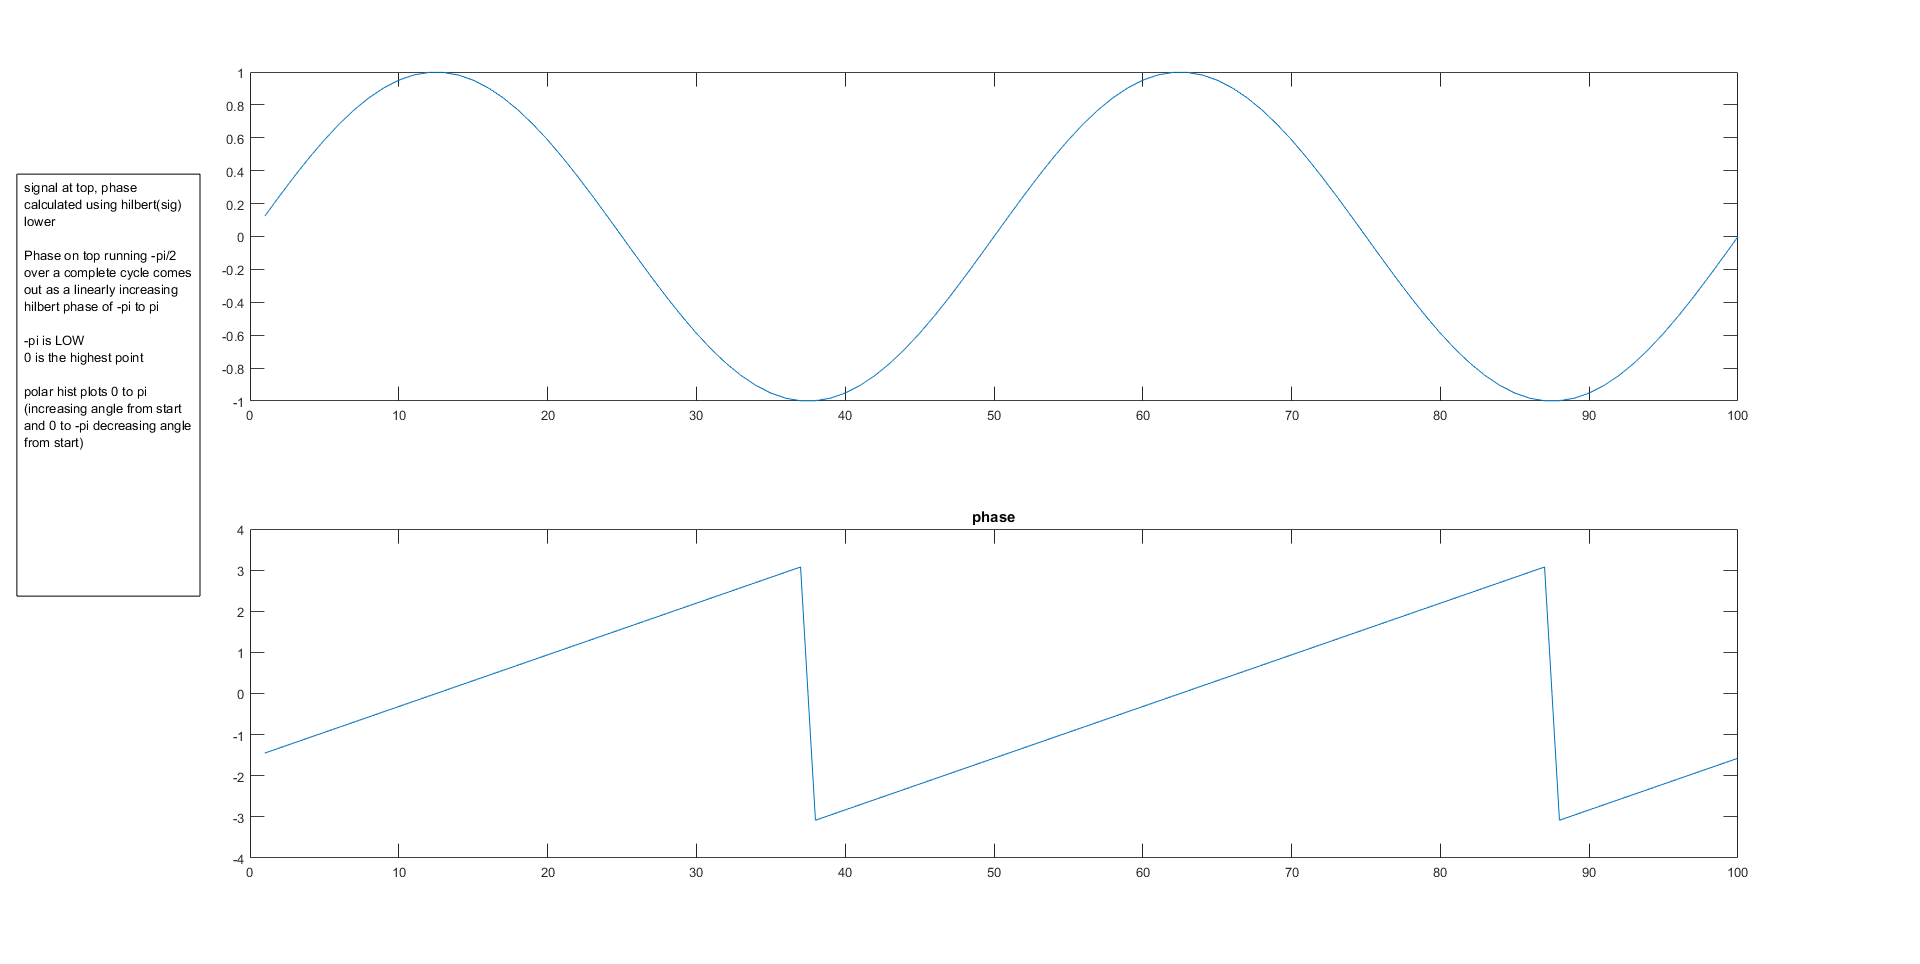 signal at top, phase
calculated using hilbert(sig)
lower
Phase on top running -pi/2
over a complete cycle comes
out as a linearly increasing
hilbert phase of -pi to pi
-pi is LOW
0 is the highest point
polar hist plots 0 to pi
(increasing angle from start
and 0 to -pi decreasing angle
from start)
1
0.8
0.6
0.4
0.2
0
-0.2
-0.4
-0.6
-0.8
-1
0 10 20 30 40 50 60 70 80 90 100
phase
4
3
2
1
0
-1
-2
-3
-4
0 10 20 30 40 50 60 70 80 90 100